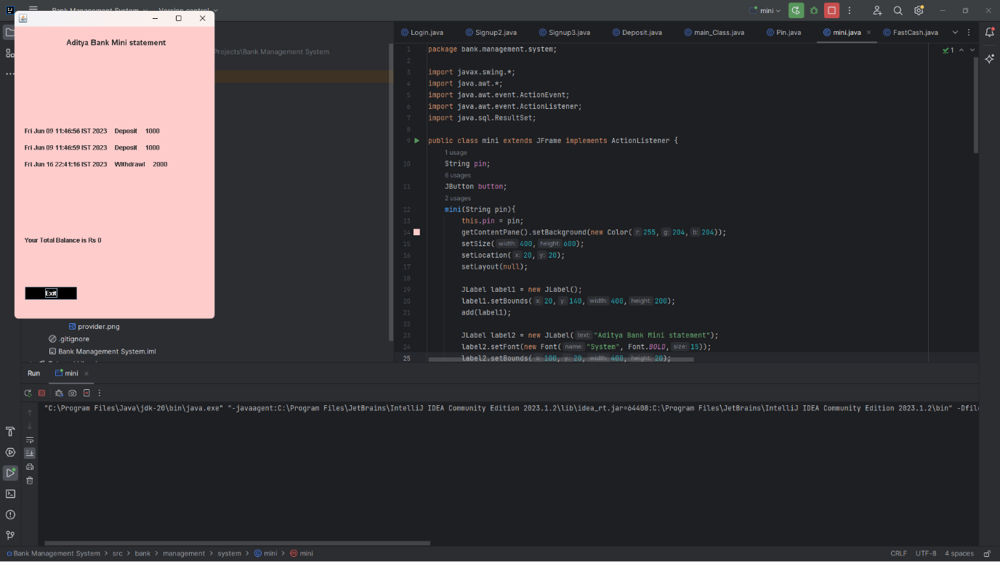 Bank Management System Version control
mini
Aditya Bank Mini statement
Fri Jun 09 11:46:56 IST 2023 Deposit 1000
Fri Jun 09 11:46:59 IST 2023 Deposit 1000
Fri Jun 16 22:41:16 IST 2023 Withdrawl 2000
Your Total Balance is Rs 0
Exit
Projects\Bank Management System
provider.png
.gitignore
Bank Management System.iml
Login.java Signup2.java Signup3.java Deposit.java main_Class.java Pin.java mini.java FastCash.java
1
1 package bank.management.system;
2
3 import javax.swing.*;
4 import java.awt.*;
5 import java.awt.event.ActionEvent;
6 import java.awt.event.ActionListener;
7 import java.sql.ResultSet;
8
9 public class mini extends JFrame implements ActionListener {
1 usage
10 String pin;
6 usages
11 JButton button;
2 usages
12 mini(String pin){
13 this.pin = pin;
14 getContentPane().setBackground(new Color( r: 255, g: 204, b: 204));
15 setSize( width: 400, height: 600);
16 setLocation( x: 20, y: 20);
17 setLayout(null);
18
19 JLabel label1 = new JLabel();
20 label1.setBounds( x: 20, y: 140, width: 400, height: 200);
21 add(label1);
22
23 JLabel label2 = new JLabel( text: "Aditya Bank Mini statement");
24 label2.setFont(new Font( name: "System", Font.BOLD, size: 15));
25 label2.setBounds( x: 100, y: 20, width: 400, height: 20);
Run mini
"C:\Program Files\Java\jdk-20\bin\java.exe" "-javaagent:C:\Program Files\JetBrains\IntelliJ IDEA Community Edition 2023.1.2\lib\idea_rt.jar=64408:C:\Program Files\JetBrains\IntelliJ IDEA Community Edition 2023.1.2\bin" -Dfile
Bank Management System > src > bank > management > system > mini > mini
CRLF UTF-8 4 spaces